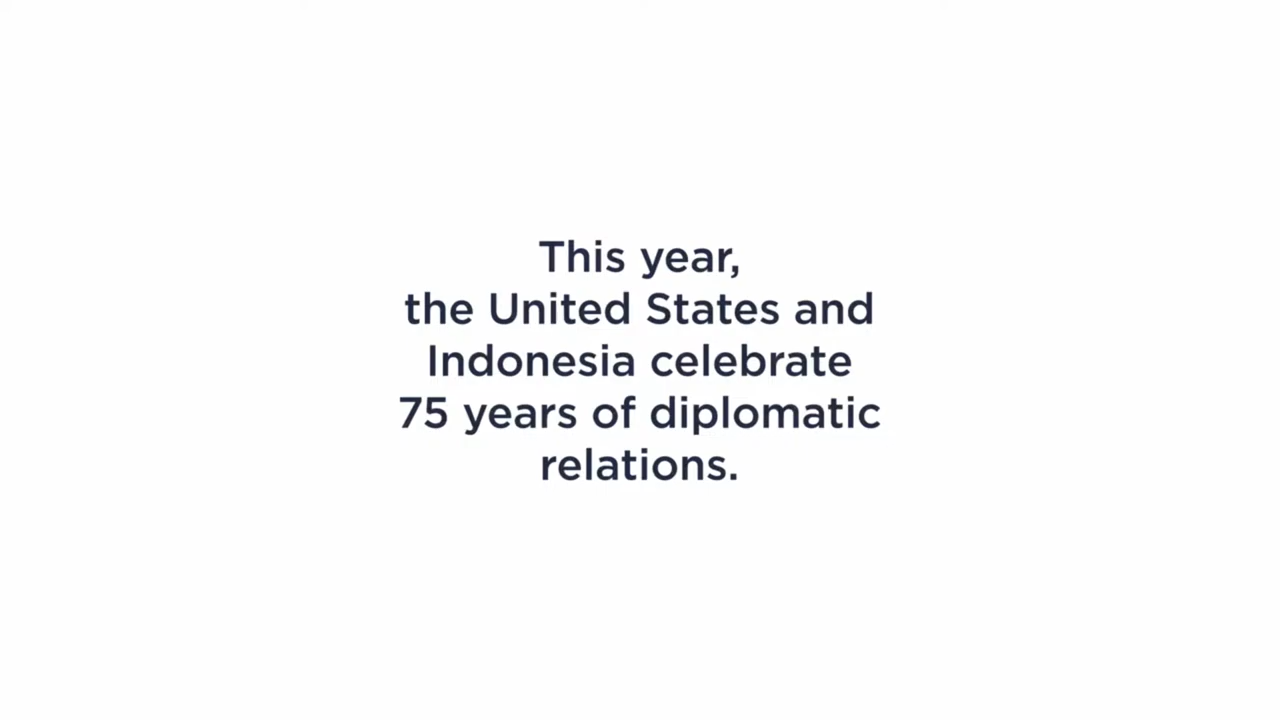 This year,
the United States and
Indonesia celebrate
75 years of diplomatic
relations.